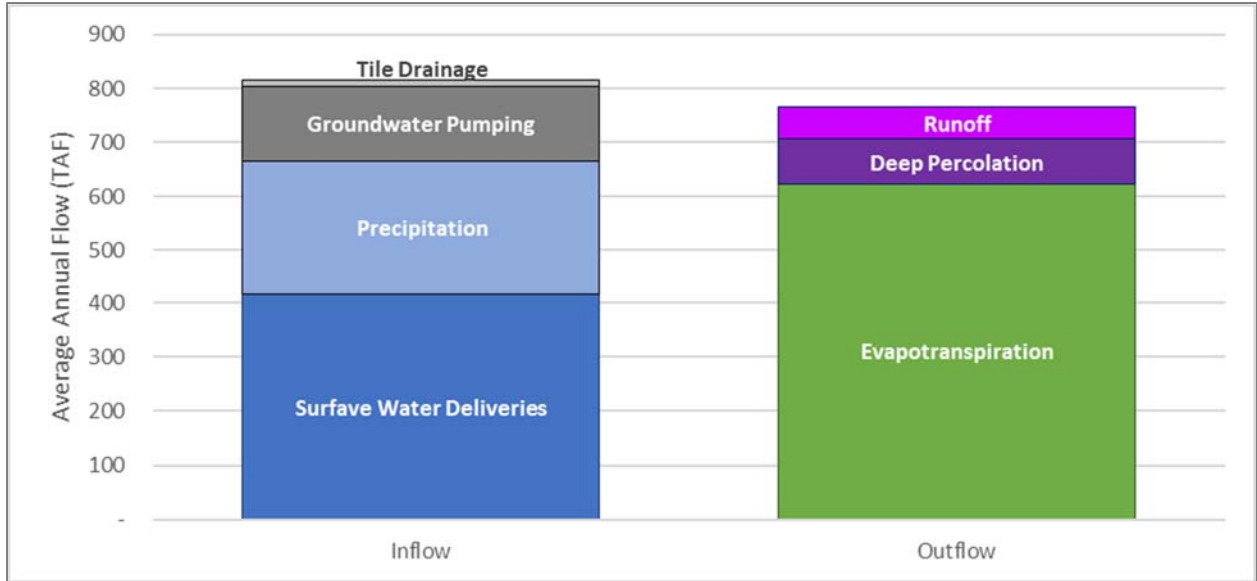 900
800
700
600
500
400
300
200
100
-
Average Annual Flow (TAF)
Tile Drainage
Groundwater Pumping
Precipitation
Surfave Water Deliveries
Runoff
Deep Percolation
Evapotranspiration
Inflow
Outflow